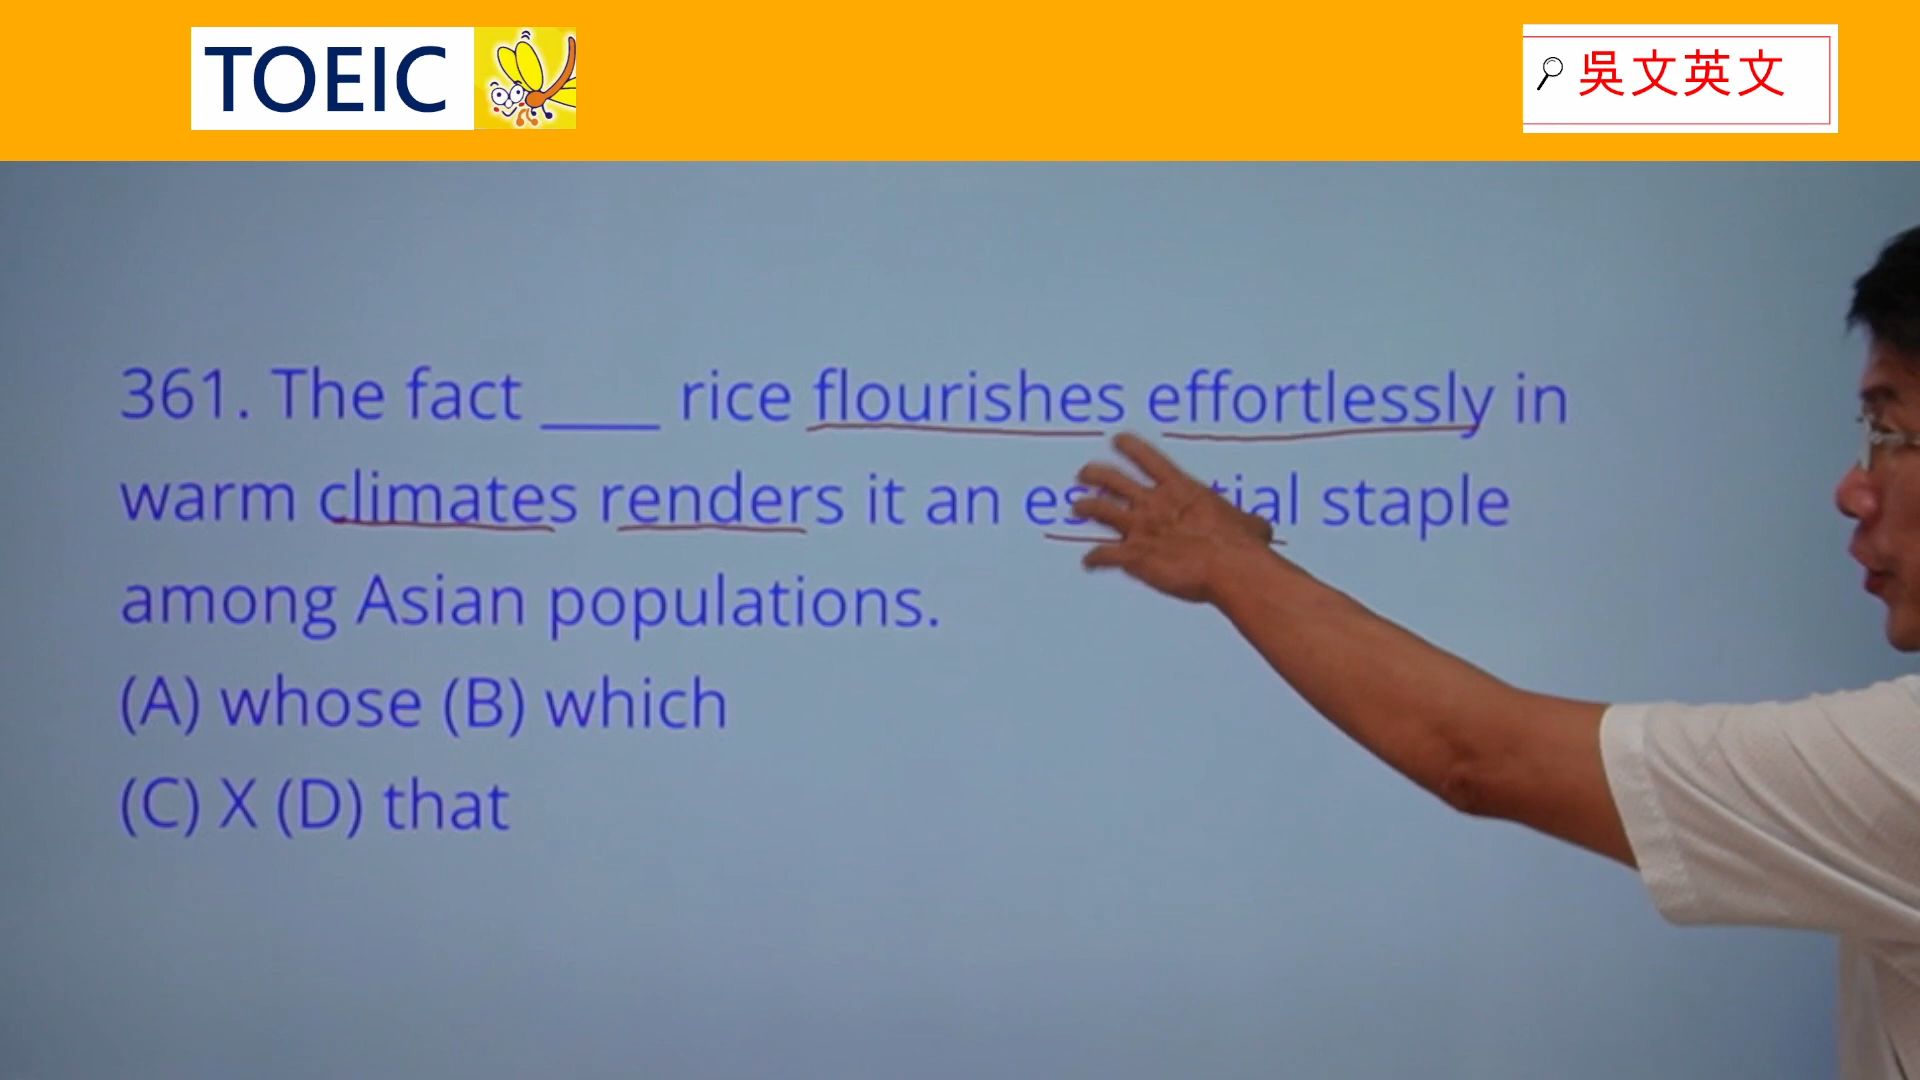 TOEIC
吳文英文
361. The fact ____ rice flourishes effortlessly in
warm climates renders it an essential staple
among Asian populations.
(A) whose (B) which
(C) X (D) that